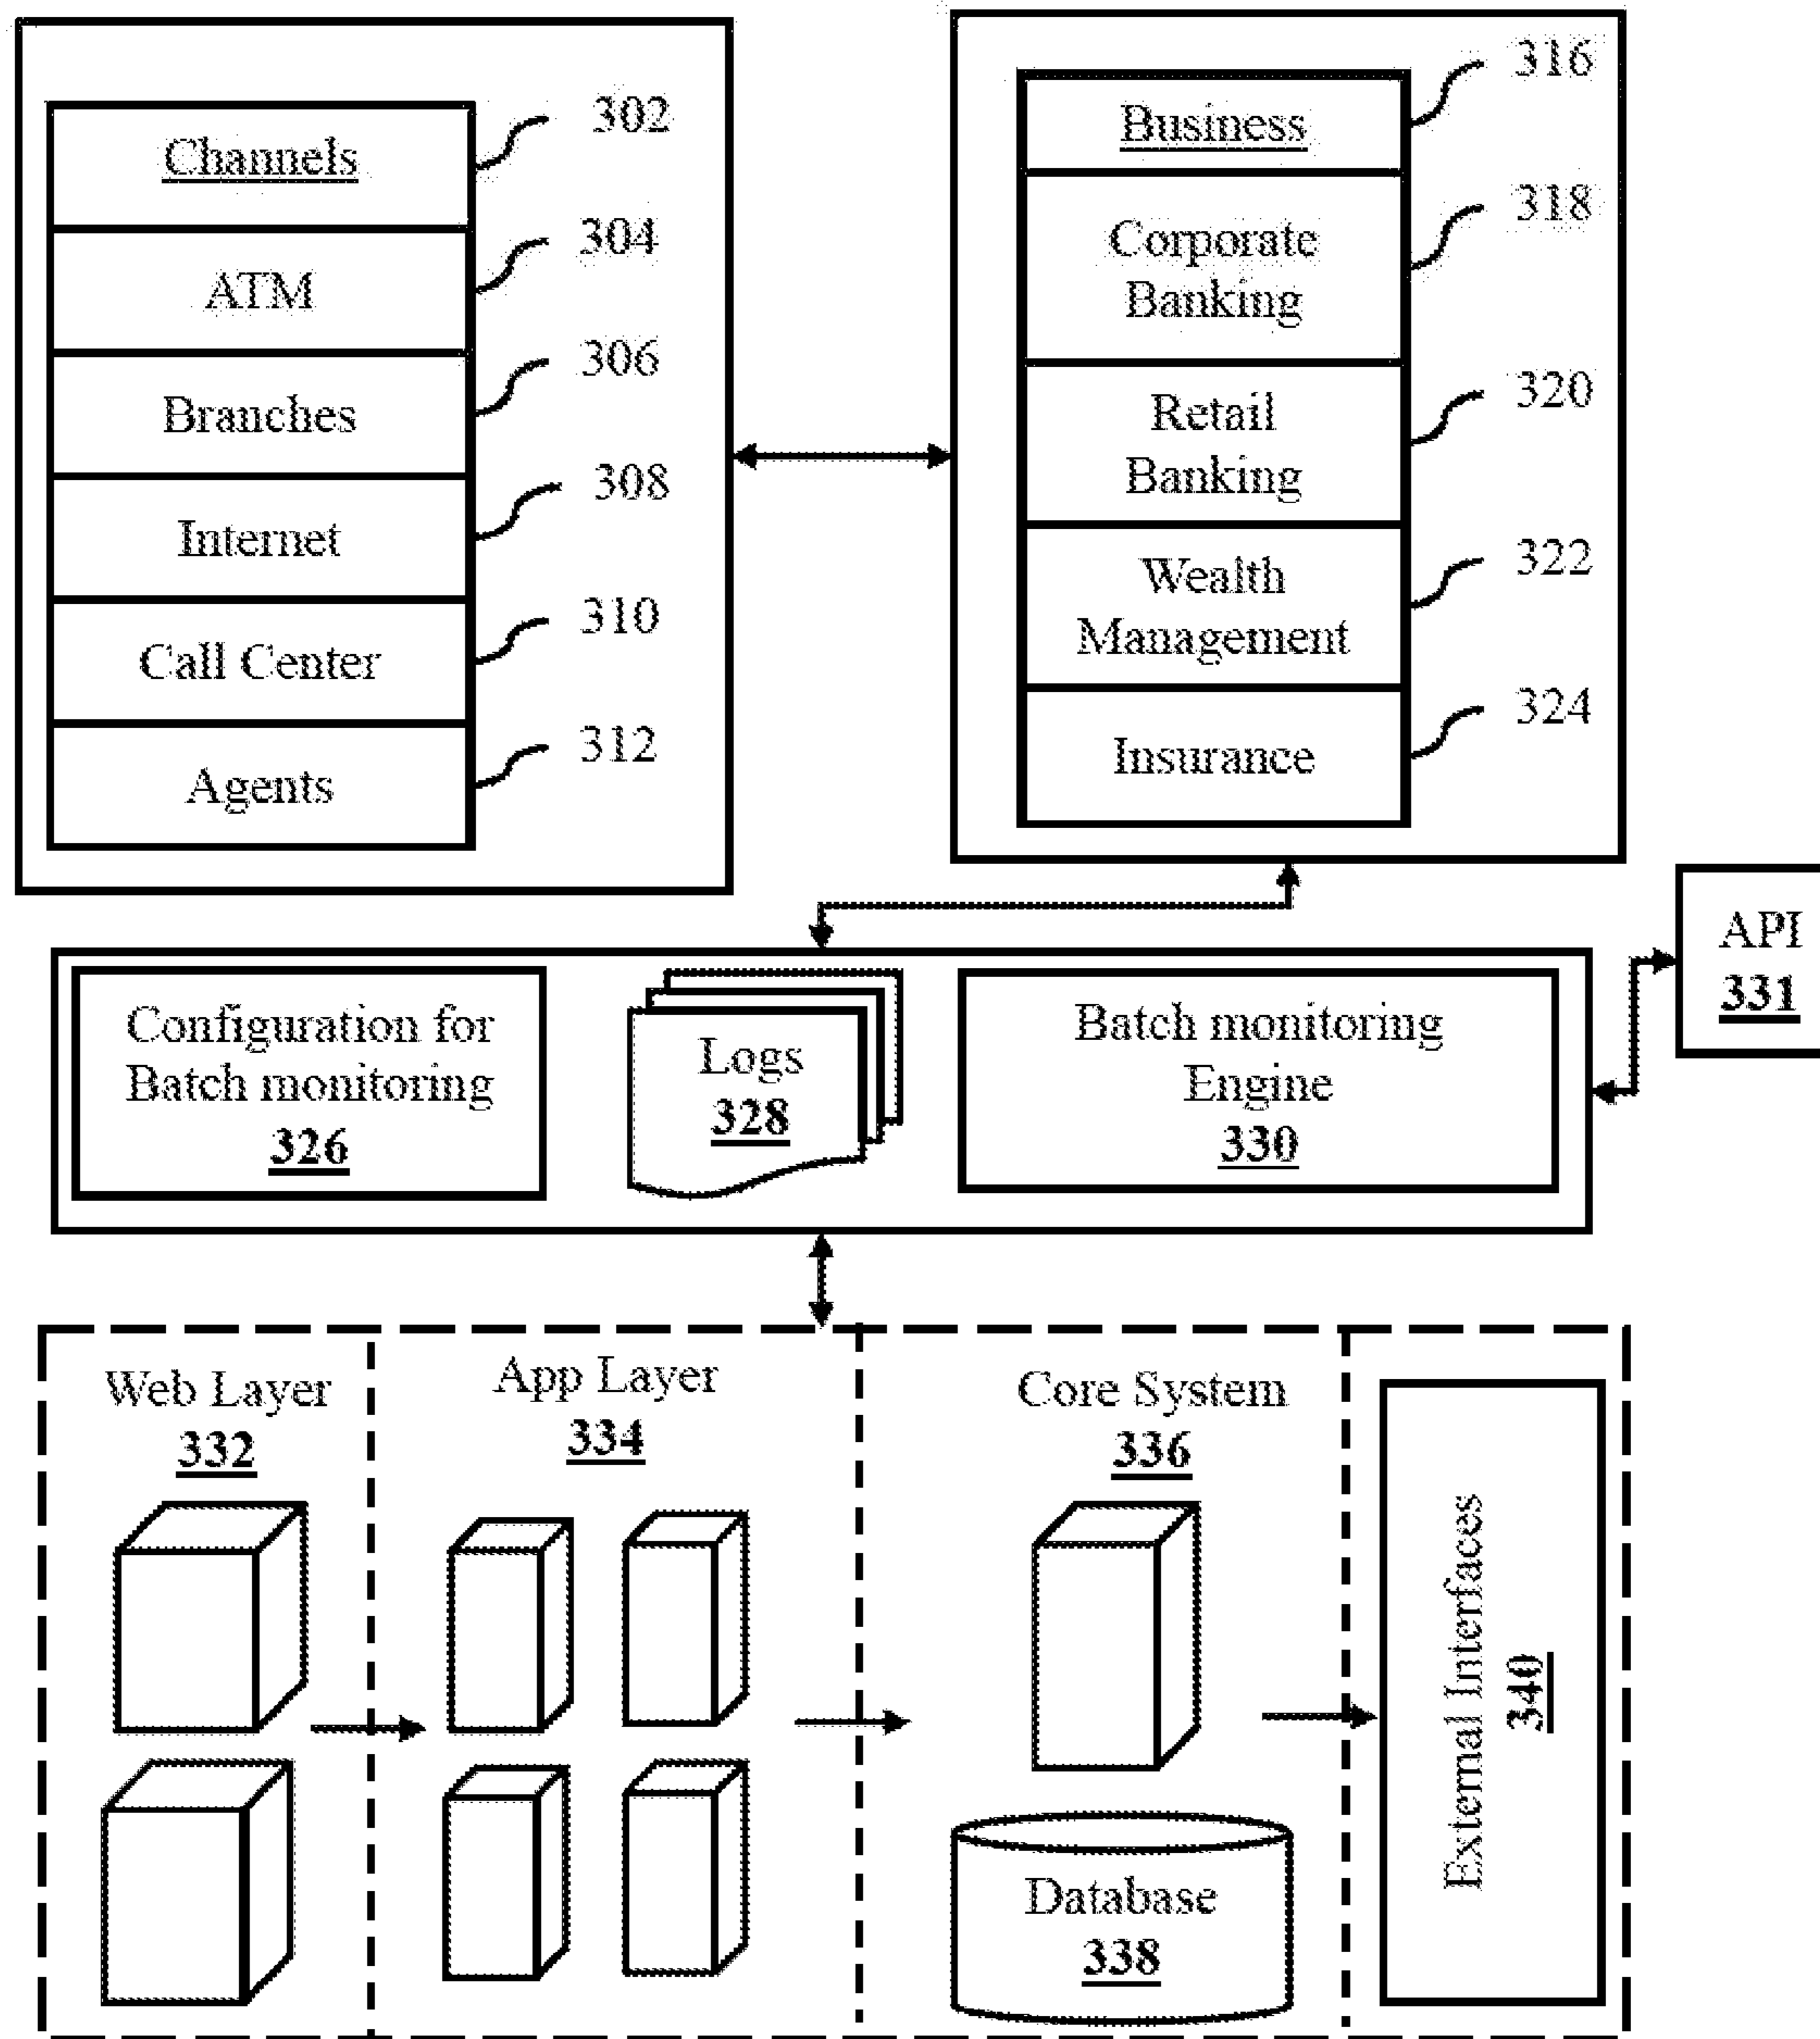 Channels
302
ATM
304
Branches
306
Internet
308
Call Center
310
Agents
312
Business
316
Corporate
Banking
318
Retail
Banking
320
Wealth
Management
322
Insurance
324
API
331
Configuration for
Batch monitoring
326
Logs
328
Batch monitoring
Engine
330
Web Layer
332
App Layer
334
Core System
336
Database
338
External Interfaces
340